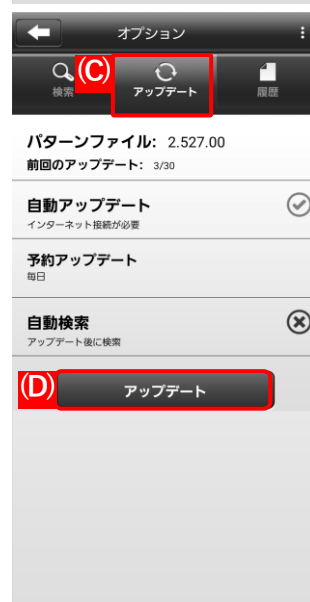 オプション
(C)
検索 アップデート 履歴
パターンファイル: 2.527.00
前回のアップデート: 3/30
自動アップデート
インターネット接続が必要
予約アップデート
毎日
自動検索
アップデート後に検索
(D) アップデート